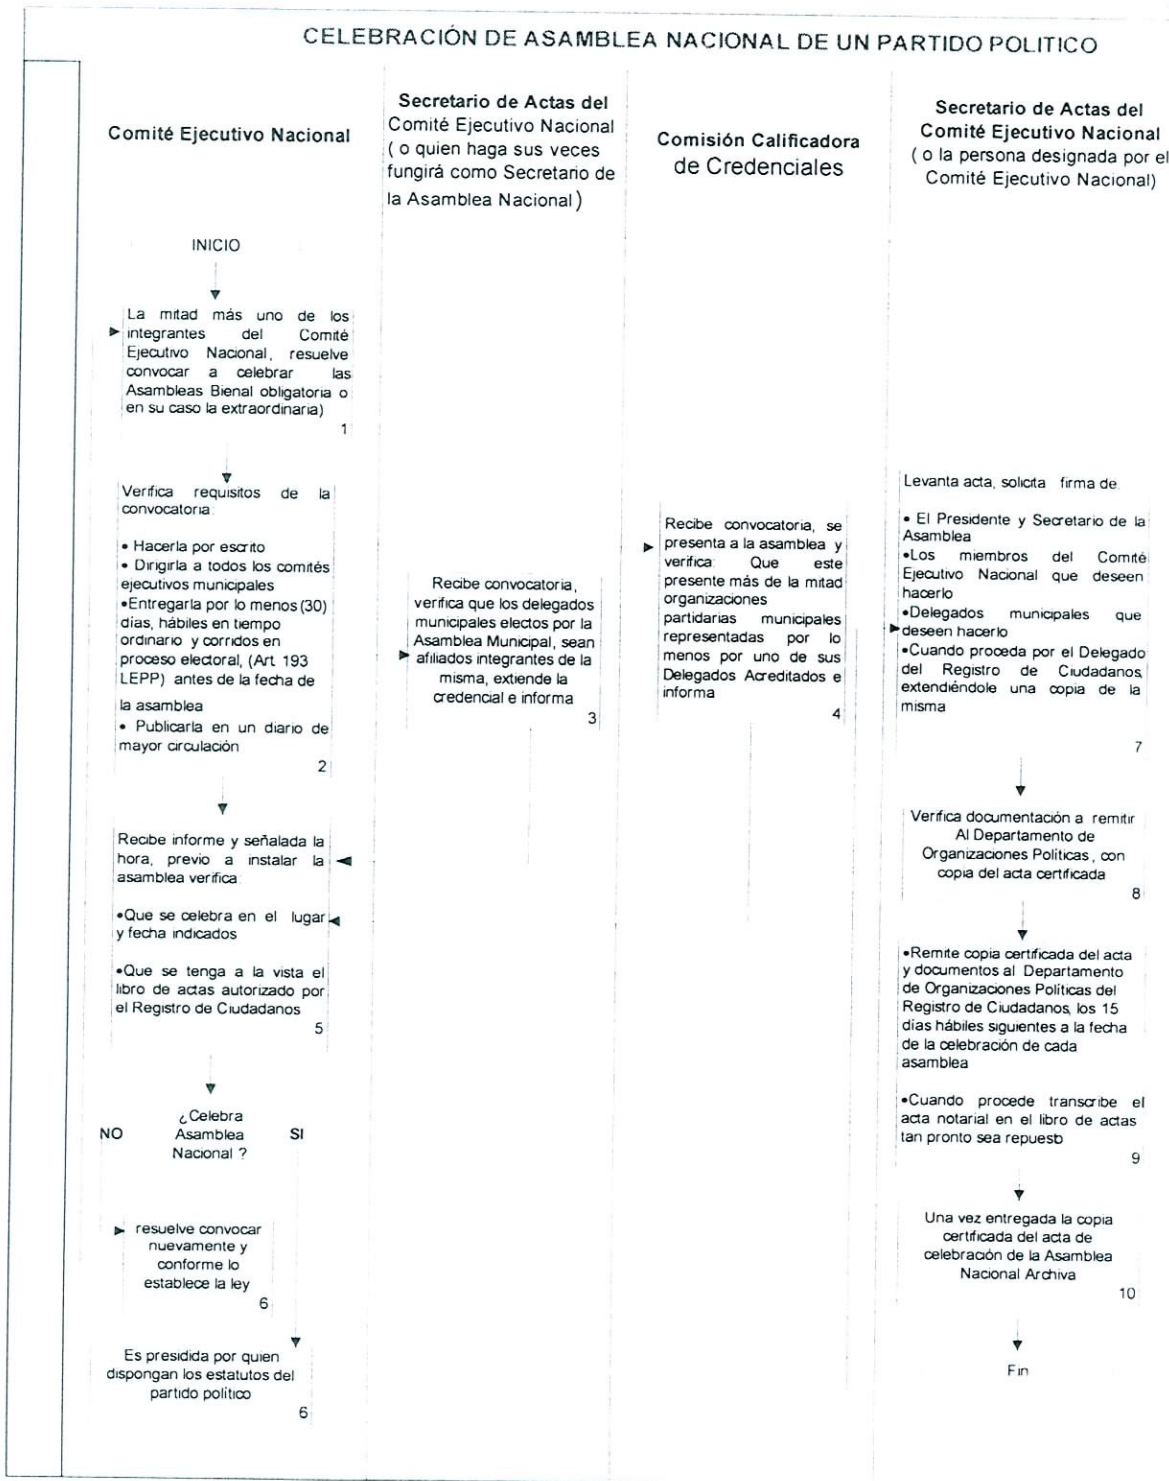 CELEBRACIÓN DE ASAMBLEA NACIONAL DE UN PARTIDO POLITICO
Comité Ejecutivo Nacional
Secretario de Actas del
Comité Ejecutivo Nacional
( o quien haga sus veces
fungirá como Secretario de
la Asamblea Nacional)
Comisión Calificadora
de Credenciales
Secretario de Actas del
Comité Ejecutivo Nacional
( o la persona designada por el
Comité Ejecutivo Nacional)
INICIO
La mitad más uno de los
integrantes del Comité
Ejecutivo Nacional, resuelve
convocar a celebrar las
Asambleas Bienal obligatoria o
en su caso la extraordinaria)
1
Verifica requisitos de la
convocatoria:
• Hacerla por escrito
• Dirigirla a todos los comités
ejecutivos municipales
•Entregarla por lo menos (30)
días, hábiles en tiempo
ordinario y corridos en
proceso electoral, (Art 193
LEPP) antes de la fecha de
la asamblea
• Publicarla en un diario de
mayor circulación
2
Recibe convocatoria,
verifica que los delegados
municipales electos por la
Asamblea Municipal, sean
afiliados integrantes de la
misma, extiende la
credencial e informa
3
Recibe convocatoria, se
presenta a la asamblea y
verifica: Que este
presente más de la mitad
organizaciones
partidarias municipales
representadas por lo
menos por uno de sus
Delegados Acreditados e
informa
4
Recibe informe y señalada la
hora, previo a instalar la
asamblea verifica:
•Que se celebra en el lugar
y fecha indicados
•Que se tenga a la vista el
libro de actas autorizado por
el Registro de Ciudadanos
5
¿Celebra
Asamblea
Nacional ?
NO
SI
resuelve convocar
nuevamente y
conforme lo
establece la ley
6
Es presidida por quien
dispongan los estatutos del
partido político
6
Levanta acta, solicita firma de:
• El Presidente y Secretario de la
Asamblea
•Los miembros del Comité
Ejecutivo Nacional que deseen
hacerlo
•Delegados municipales que
deseen hacerlo
•Cuando proceda por el Delegado
del Registro de Ciudadanos,
extendiéndole una copia de la
misma
7
Verifica documentación a remitir
Al Departamento de
Organizaciones Políticas, con
copia del acta certificada
8
•Remite copia certificada del acta
y documentos al Departamento
de Organizaciones Políticas del
Registro de Ciudadanos, los 15
días hábiles siguientes a la fecha
de la celebración de cada
asamblea
•Cuando procede transcribe el
acta notarial en el libro de actas
tan pronto sea repuesto
9
Una vez entregada la copia
certificada del acta de
celebración de la Asamblea
Nacional Archiva
10
Fin